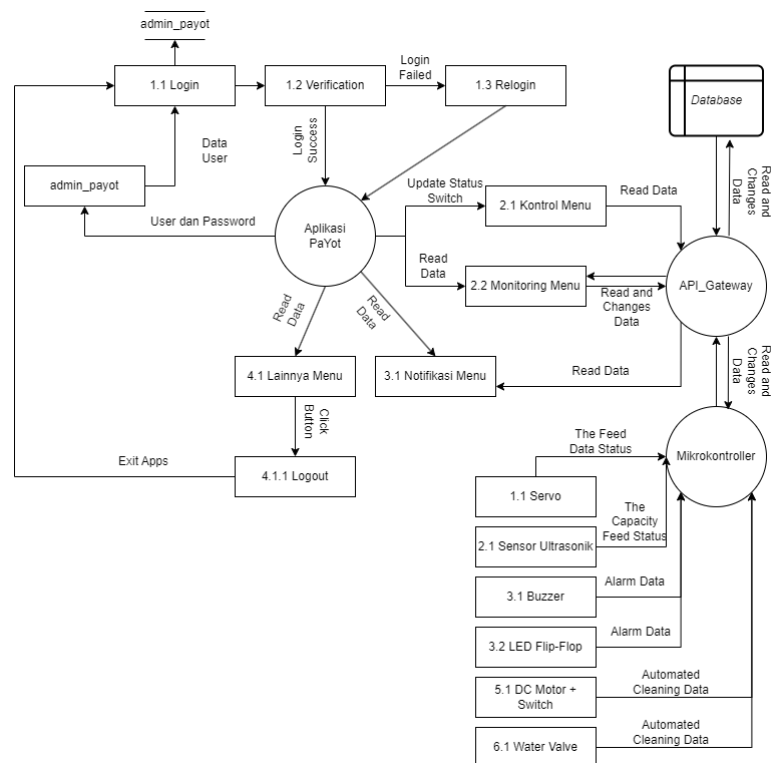 admin_payot
1.1 Login
1.2 Verification
Login
Failed
1.3 Relogin
Database
Data
User
Login
Success
Read and
Changes
Data
admin_payot
User dan Password
Aplikasi
PaYot
Update Status
Switch
2.1 Kontrol Menu
Read Data
Read
Data
2.2 Monitoring Menu
Read and
Changes
Data
API_Gateway
Read
Data
Read
Data
4.1 Lainnya Menu
3.1 Notifikasi Menu
Read Data
Read and
Changes
Data
Click
Button
Exit Apps
4.1.1 Logout
The Feed
Data Status
Mikrokontroller
1.1 Servo
The
Capacity
Feed Status
2.1 Sensor Ultrasonik
3.1 Buzzer
Alarm Data
3.2 LED Flip-Flop
Alarm Data
5.1 DC Motor +
Switch
Automated
Cleaning Data
6.1 Water Valve
Automated
Cleaning Data